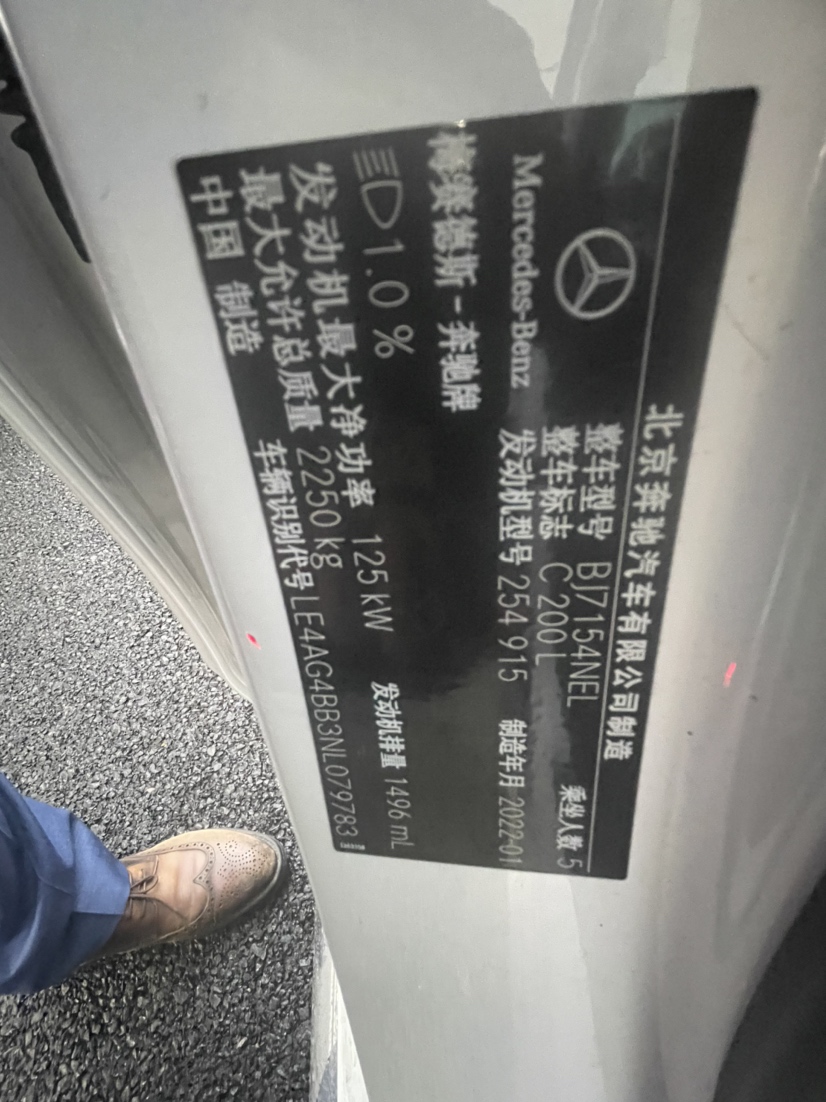 北京奔驰汽车有限公司制造
整车型号 BJ7154NEL 乘坐人数 5
整车标志 C 200 L
Mercedes-Benz 发动机型号 254 915 制造年月 2022-01
梅赛德斯-奔驰牌
1.0 %
发动机最大净功率 125 kW 发动机排量 1496 mL
最大允许总质量 2250 kg
中国 制造 车辆识别代号 LE4AG4BB3NL079783